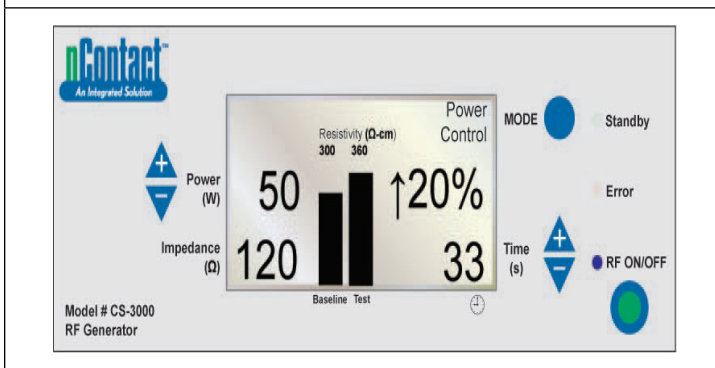 nContact™
An Integrated Solution
Power Control
MODE
Standby
Resistivity (Ω-cm)
300 360
Power (W)
50
↑20%
Error
Impedance (Ω)
120
33
Time (s)
RF ON/OFF
Baseline Test
Model # CS-3000
RF Generator
+
−
+
−